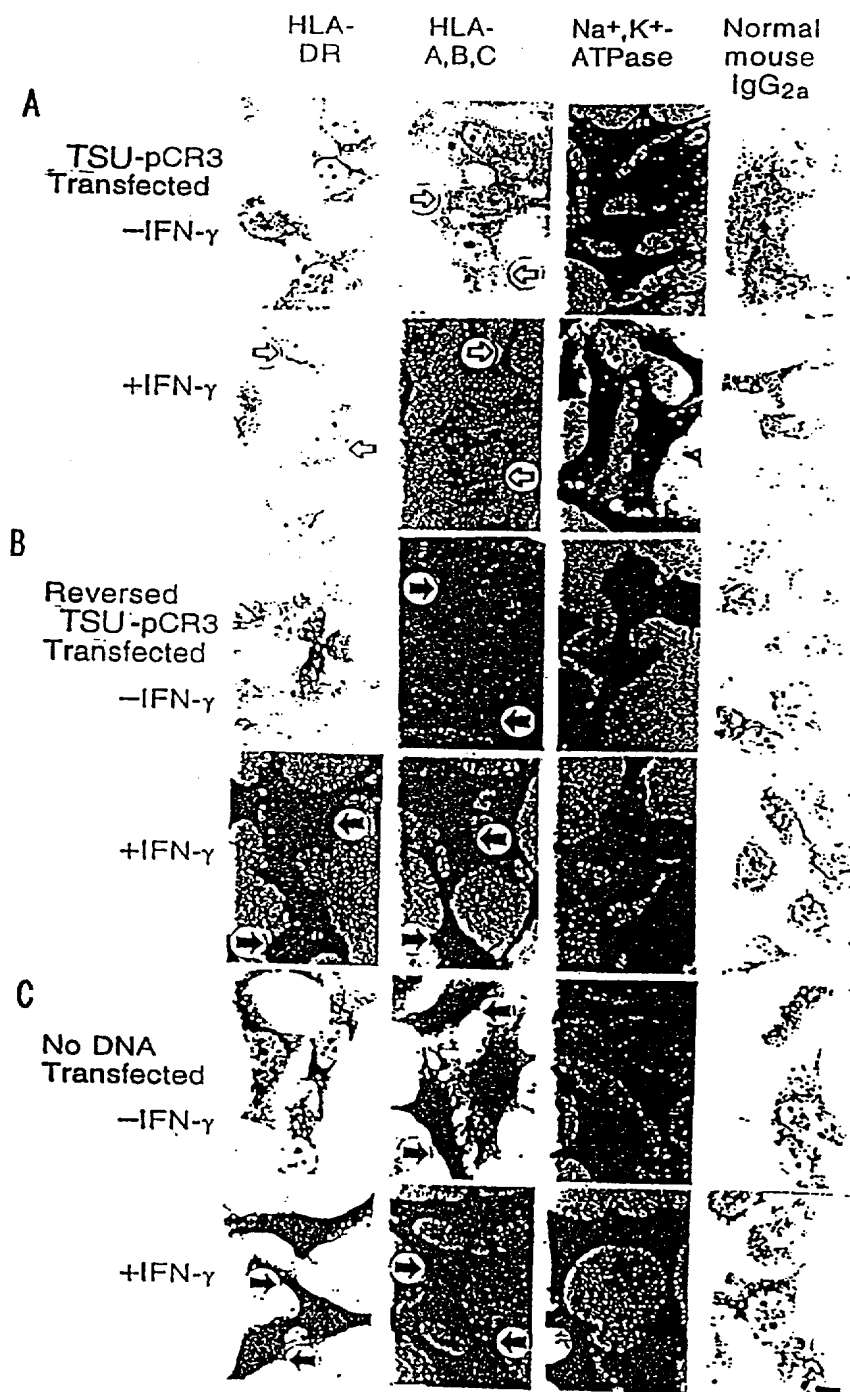 HLA-
DR
HLA-
A,B,C
Na⁺,K⁺-
ATPase
Normal
mouse
IgG₂ₐ
A
TSU-pCR3
Transfected
−IFN-γ
+IFN-γ
B
Reversed
TSU-pCR3
Transfected
−IFN-γ
+IFN-γ
C
No DNA
Transfected
−IFN-γ
+IFN-γ